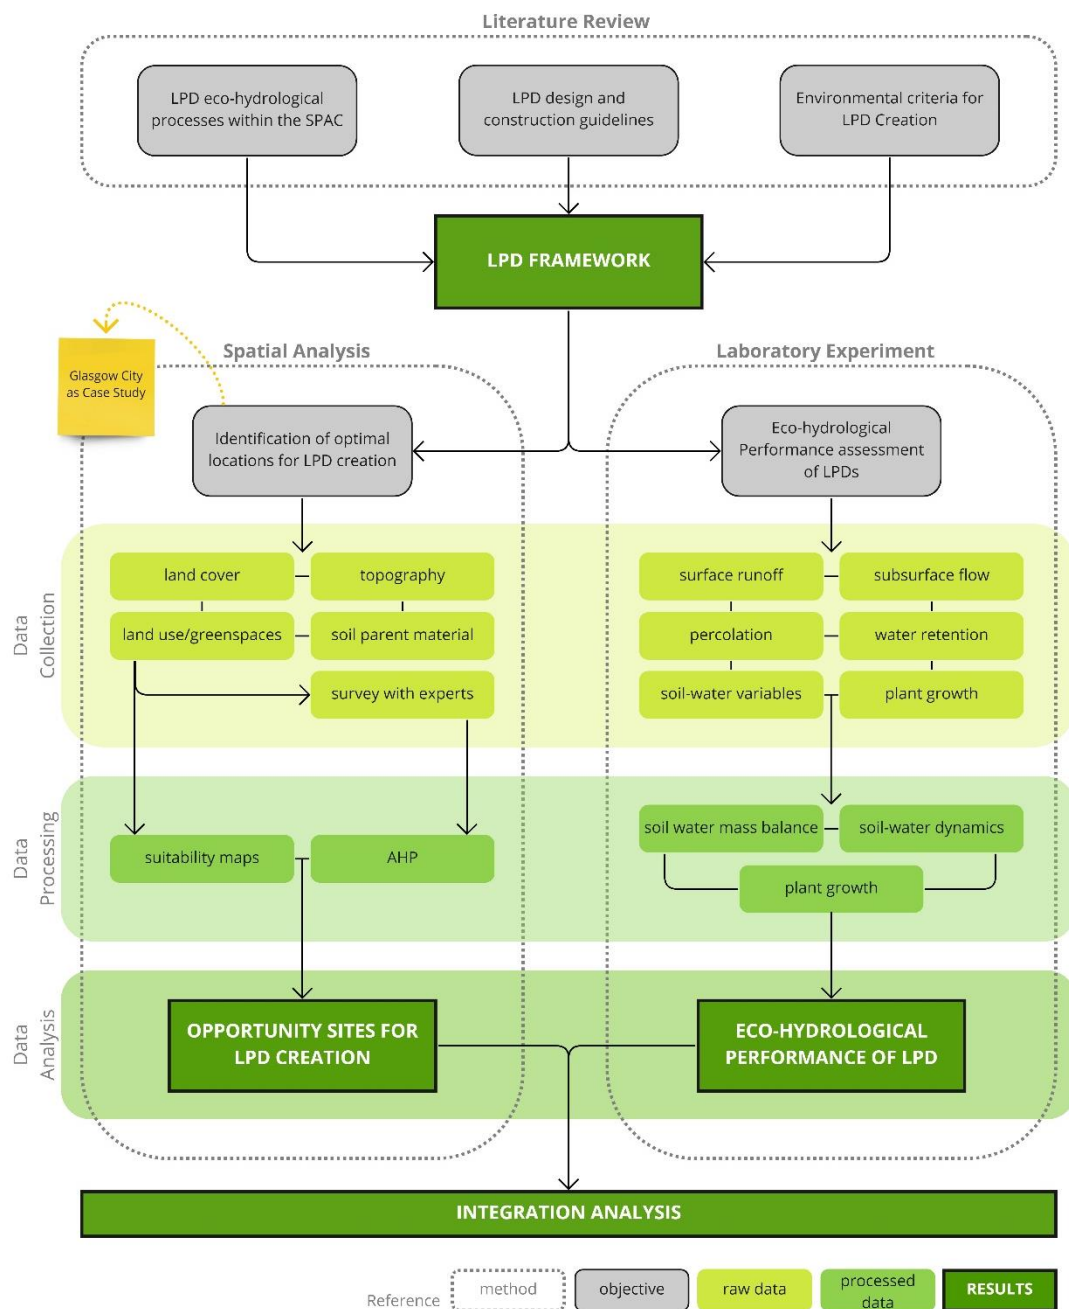 Literature Review
LPD eco-hydrological
processes within the SPAC
LPD design and
construction guidelines
Environmental criteria for
LPD Creation
LPD FRAMEWORK
Glasgow City
as Case Study
Spatial Analysis
Laboratory Experiment
Identification of optimal
locations for LPD creation
Eco-hydrological
Performance assessment
of LPDs
Data
Collection
land cover
topography
land use/greenspaces
soil parent material
survey with experts
surface runoff
subsurface flow
percolation
water retention
soil-water variables
plant growth
Data
Processing
suitability maps
AHP
soil water mass balance
soil-water dynamics
plant growth
Data
Analysis
OPPORTUNITY SITES FOR
LPD CREATION
ECO-HYDROLOGICAL
PERFORMANCE OF LPD
INTEGRATION ANALYSIS
Reference
method
objective
raw data
processed
data
RESULTS